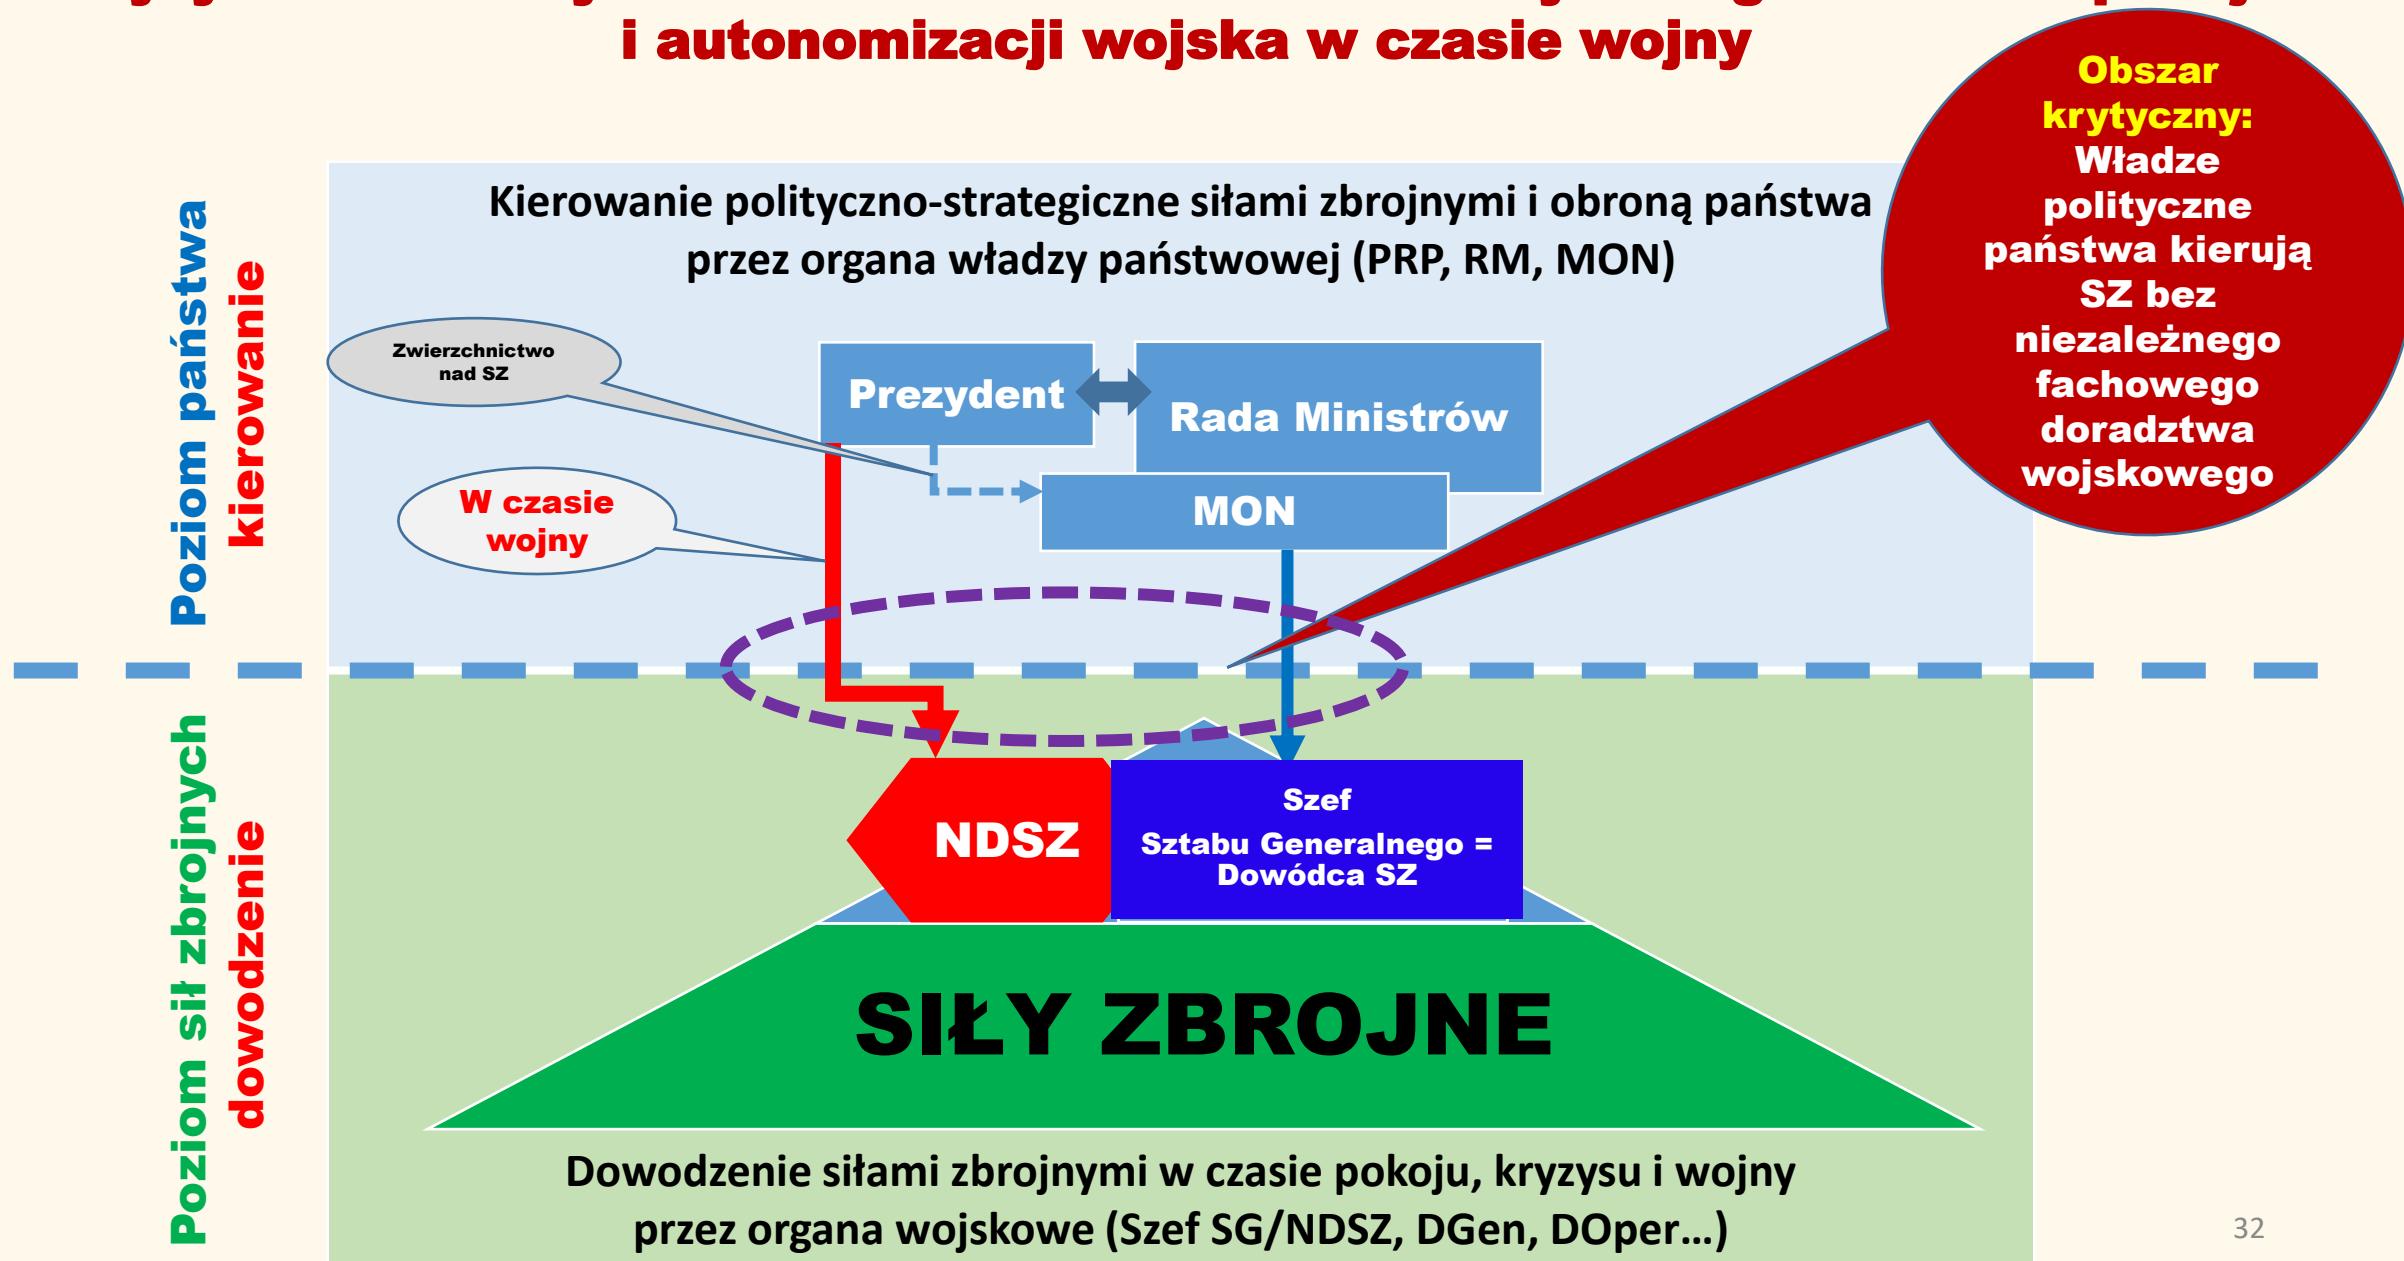 i autonomizacji wojska w czasie wojny
Obszar
krytyczny:
Władze
polityczne
państwa kierują
SZ bez
niezależnego
fachowego
doradztwa
wojskowego
Kierowanie polityczno-strategiczne siłami zbrojnymi i obroną państwa
przez organa władzy państwowej (PRP, RM, MON)
Poziom państwa
kierowanie
Zwierzchnictwo
nad SZ
Prezydent
Rada Ministrów
W czasie
wojny
MON
Poziom sił zbrojnych
dowodzenie
NDSZ
Szef
Sztabu Generalnego =
Dowódca SZ
SIŁY ZBROJNE
Dowodzenie siłami zbrojnymi w czasie pokoju, kryzysu i wojny
przez organa wojskowe (Szef SG/NDSZ, DGen, DOper...)
32